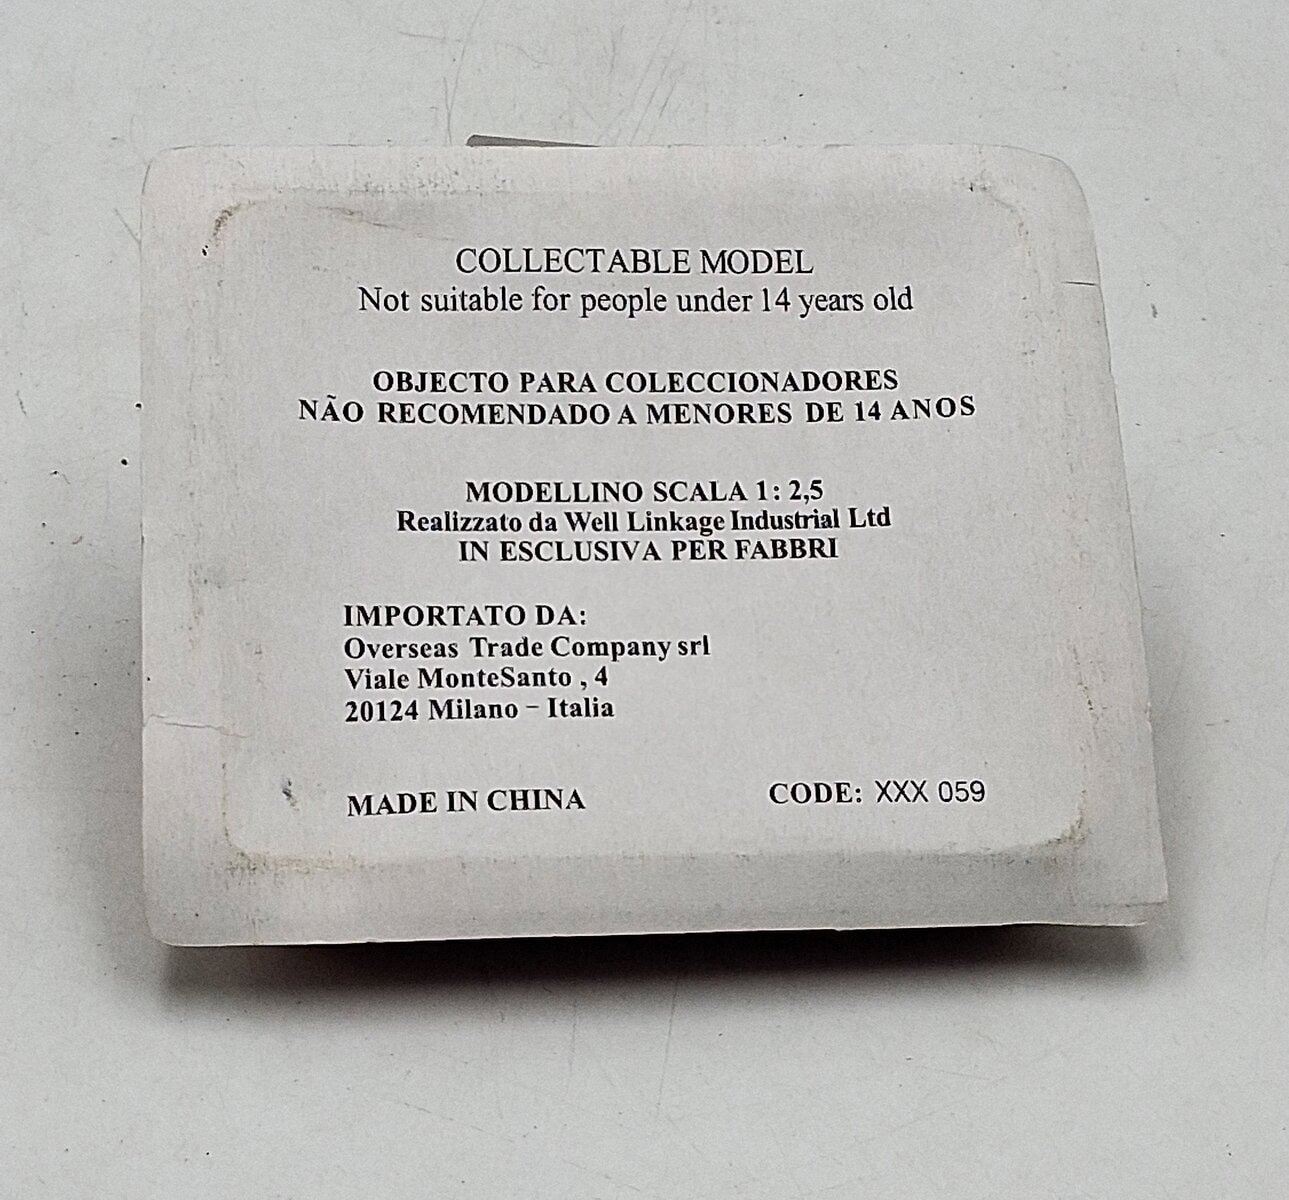 COLLECTABLE MODEL
Not suitable for people under 14 years old
OBJECTO PARA COLECCIONADORES
NÃO RECOMENDADO A MENORES DE 14 ANOS
MODELLINO SCALA 1: 2,5
Realizzato da Well Linkage Industrial Ltd
IN ESCLUSIVA PER FABBRI
IMPORTATO DA:
Overseas Trade Company srl
Viale MonteSanto , 4
20124 Milano - Italia
MADE IN CHINA
CODE: XXX 059